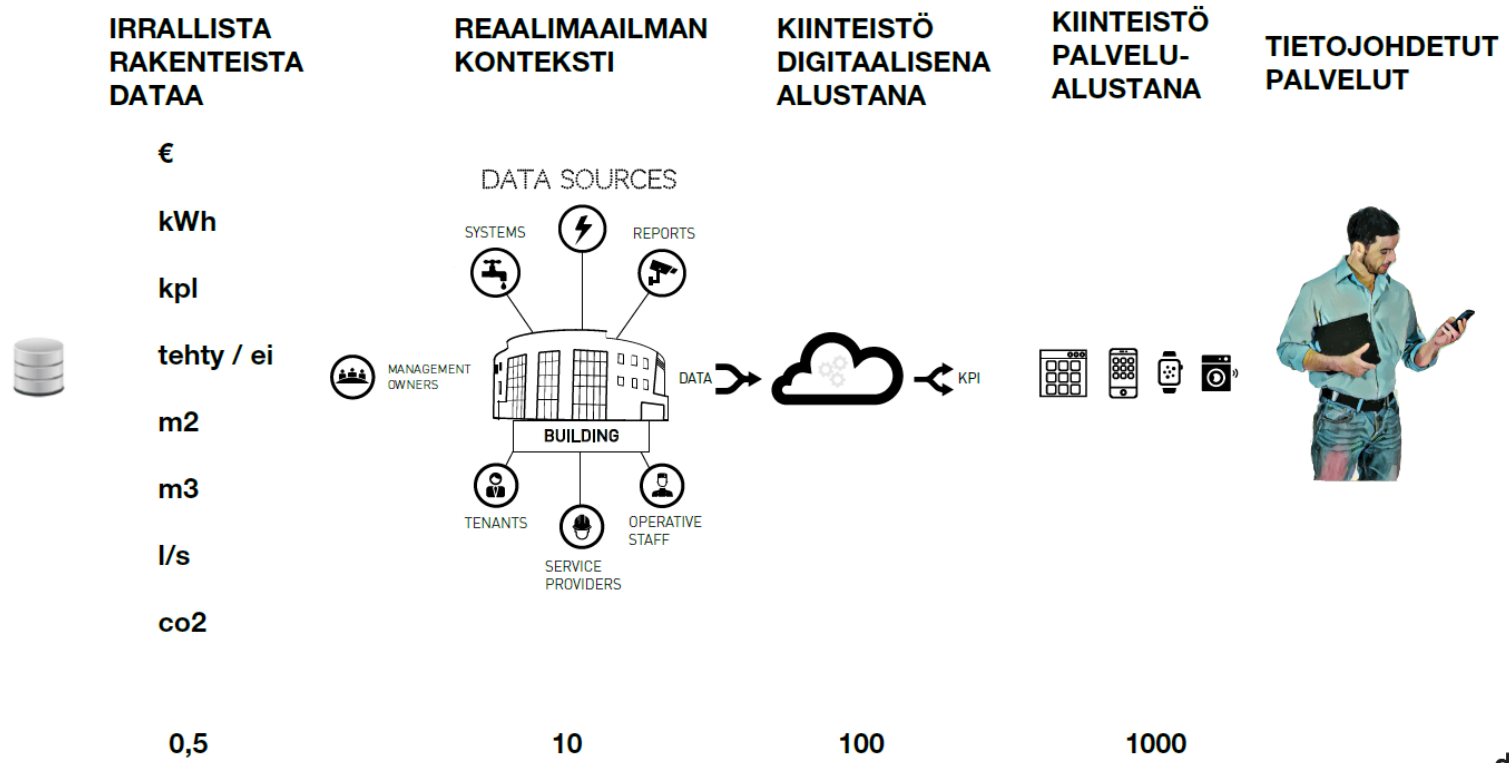 IRRALLISTA
RAKENTEISTA
DATAA
REAALIMAAILMAN
KONTEKSTI
KIINTEISTÖ
DIGITAALISENA
ALUSTANA
KIINTEISTÖ
PALVELU-
ALUSTANA
TIETOJOHDETUT
PALVELUT
€
kWh
kpl
tehty / ei
m2
m3
l/s
co2
DATA SOURCES
SYSTEMS
REPORTS
MANAGEMENT
OWNERS
BUILDING
TENANTS
SERVICE
PROVIDERS
OPERATIVE
STAFF
DATA
KPI
0,5
10
100
1000